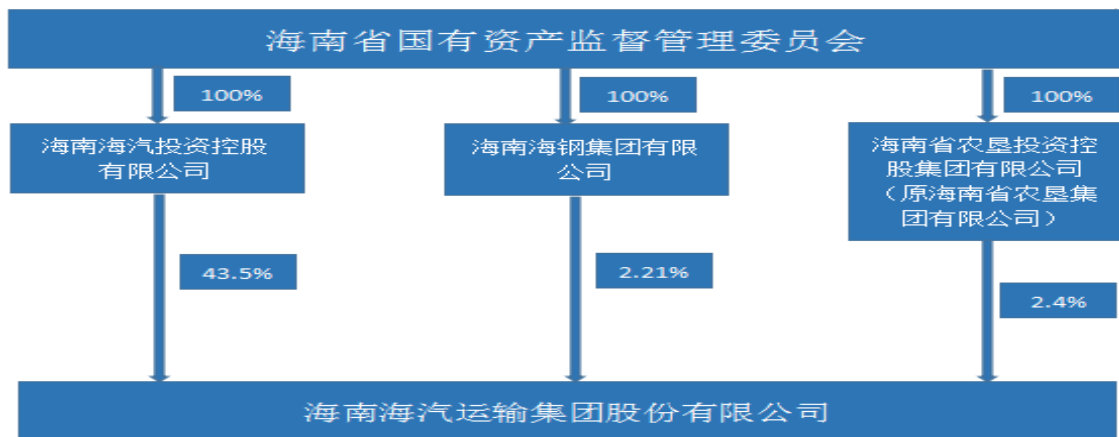 海南省国有资产监督管理委员会
100%
100%
100%
海南海汽投资控股
有限公司
海南海钢集团有限
公司
海南省农垦投资控
股集团有限公司
（原海南省农垦集
团有限公司）
43.5%
2.21%
2.4%
海南海汽运输集团股份有限公司